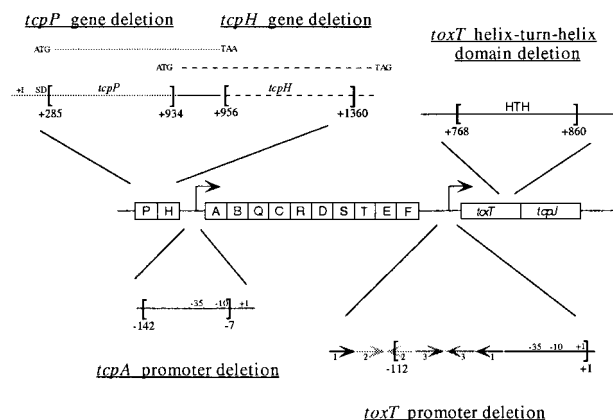 tcpP gene deletion
tcpH gene deletion
toxT helix-turn-helix
domain deletion
ATG TAA
ATG TAG
+1 SD [ tcpP ] [ tcpH ]
+285 +934 +956 +1360
[ HTH ]
+768 +860
P H A B Q C R D S T E F toxT tcpJ
[ -35 -10 ] +1
-142 -7
1 2 [ 2 3 3 1 -35 -10 +1 ]
-112 +1
tcpA promoter deletion
toxT promoter deletion